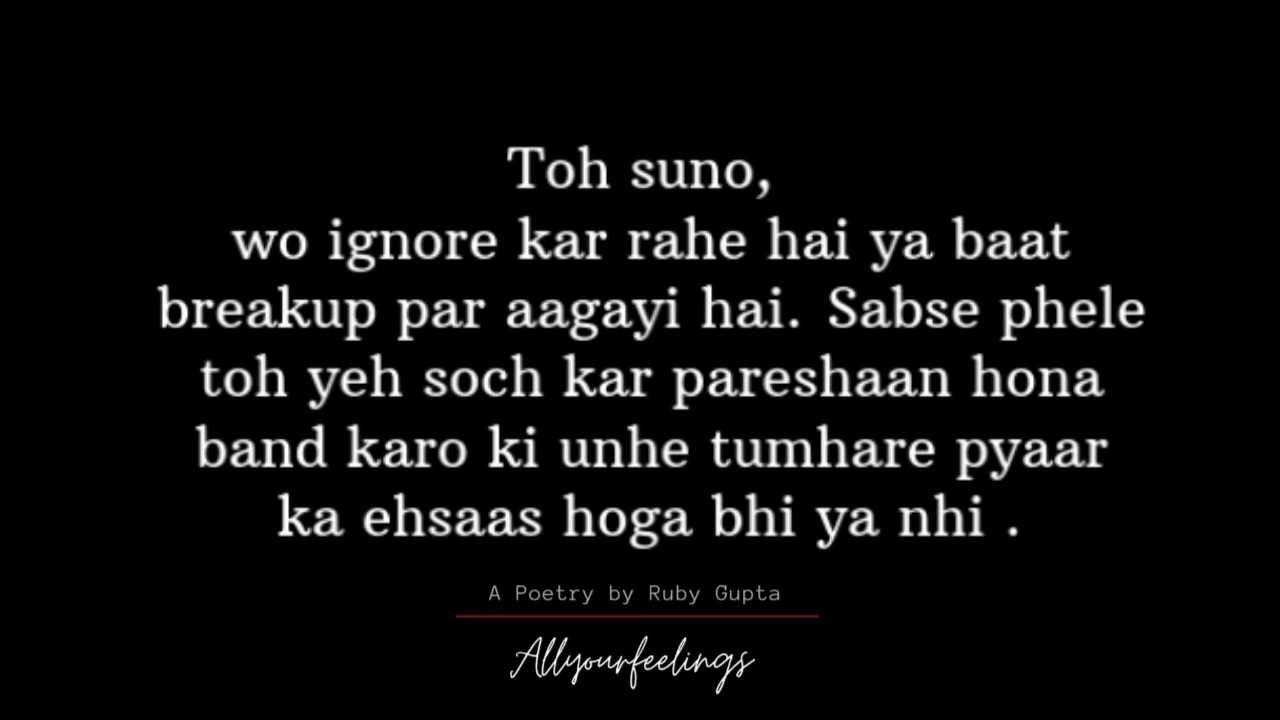 Toh suno,
wo ignore kar rahe hai ya baat
breakup par aagayi hai. Sabse phele
toh yeh soch kar pareshaan hona
band karo ki unhe tumhare pyaar
ka ehsaas hoga bhi ya nhi .
A Poetry by Ruby Gupta
Allyourfeelings